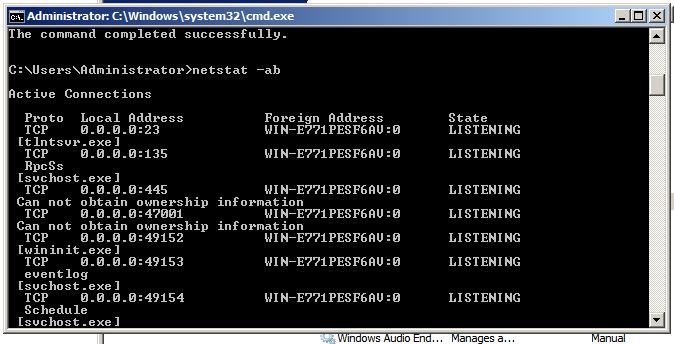 Administrator: C:\Windows\system32\cmd.exe
The command completed successfully.
C:\Users\Administrator>netstat -ab
Active Connections
Proto  Local Address          Foreign Address        State
TCP    0.0.0.0:23             WIN-E771PESF6AV:0      LISTENING
[tlntsvr.exe]
TCP    0.0.0.0:135            WIN-E771PESF6AV:0      LISTENING
RpcSs
[svchost.exe]
TCP    0.0.0.0:445            WIN-E771PESF6AV:0      LISTENING
Can not obtain ownership information
TCP    0.0.0.0:47001          WIN-E771PESF6AV:0      LISTENING
Can not obtain ownership information
TCP    0.0.0.0:49152          WIN-E771PESF6AV:0      LISTENING
[wininit.exe]
TCP    0.0.0.0:49153          WIN-E771PESF6AV:0      LISTENING
eventlog
[svchost.exe]
TCP    0.0.0.0:49154          WIN-E771PESF6AV:0      LISTENING
Schedule
[svchost.exe]
Windows Audio End... Manages a... Manual